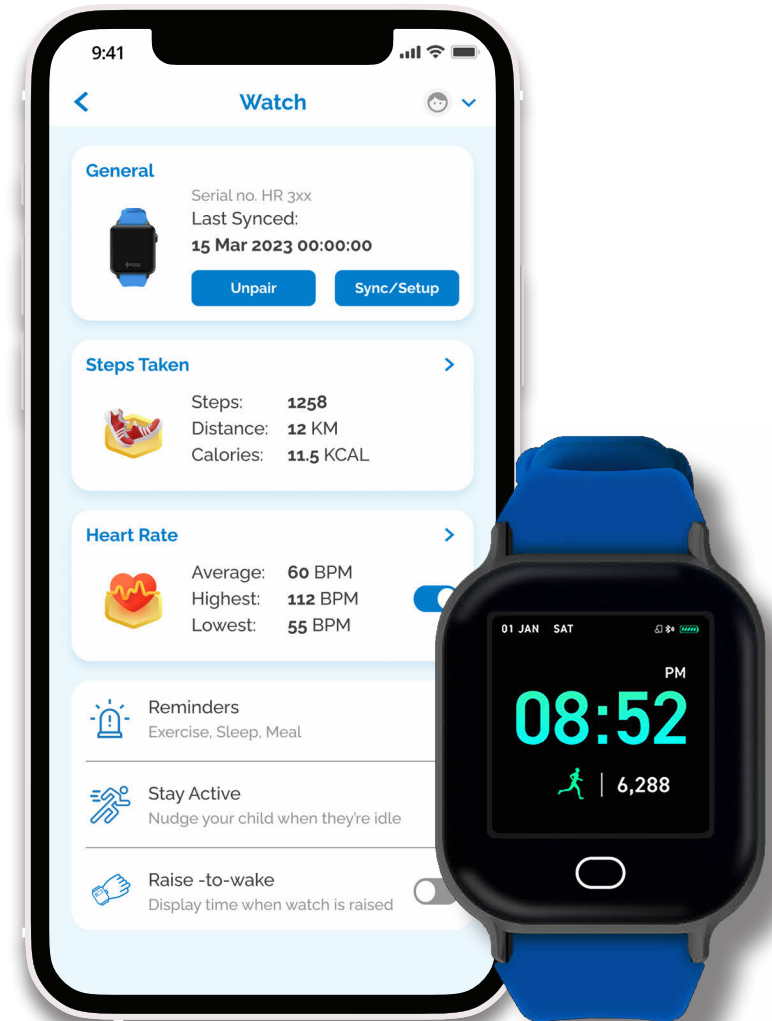 9:41
Watch
General
Serial no. HR 3xx
Last Synced:
15 Mar 2023 00:00:00
Unpair Sync/Setup
Steps Taken
Steps: 1258
Distance: 12 KM
Calories: 11.5 KCAL
Heart Rate
Average: 60 BPM
Highest: 112 BPM
Lowest: 55 BPM
Reminders
Exercise, Sleep, Meal
Stay Active
Nudge your child when they're idle
Raise -to-wake
Display time when watch is raised
01 JAN SAT
PM
08:52
6,288